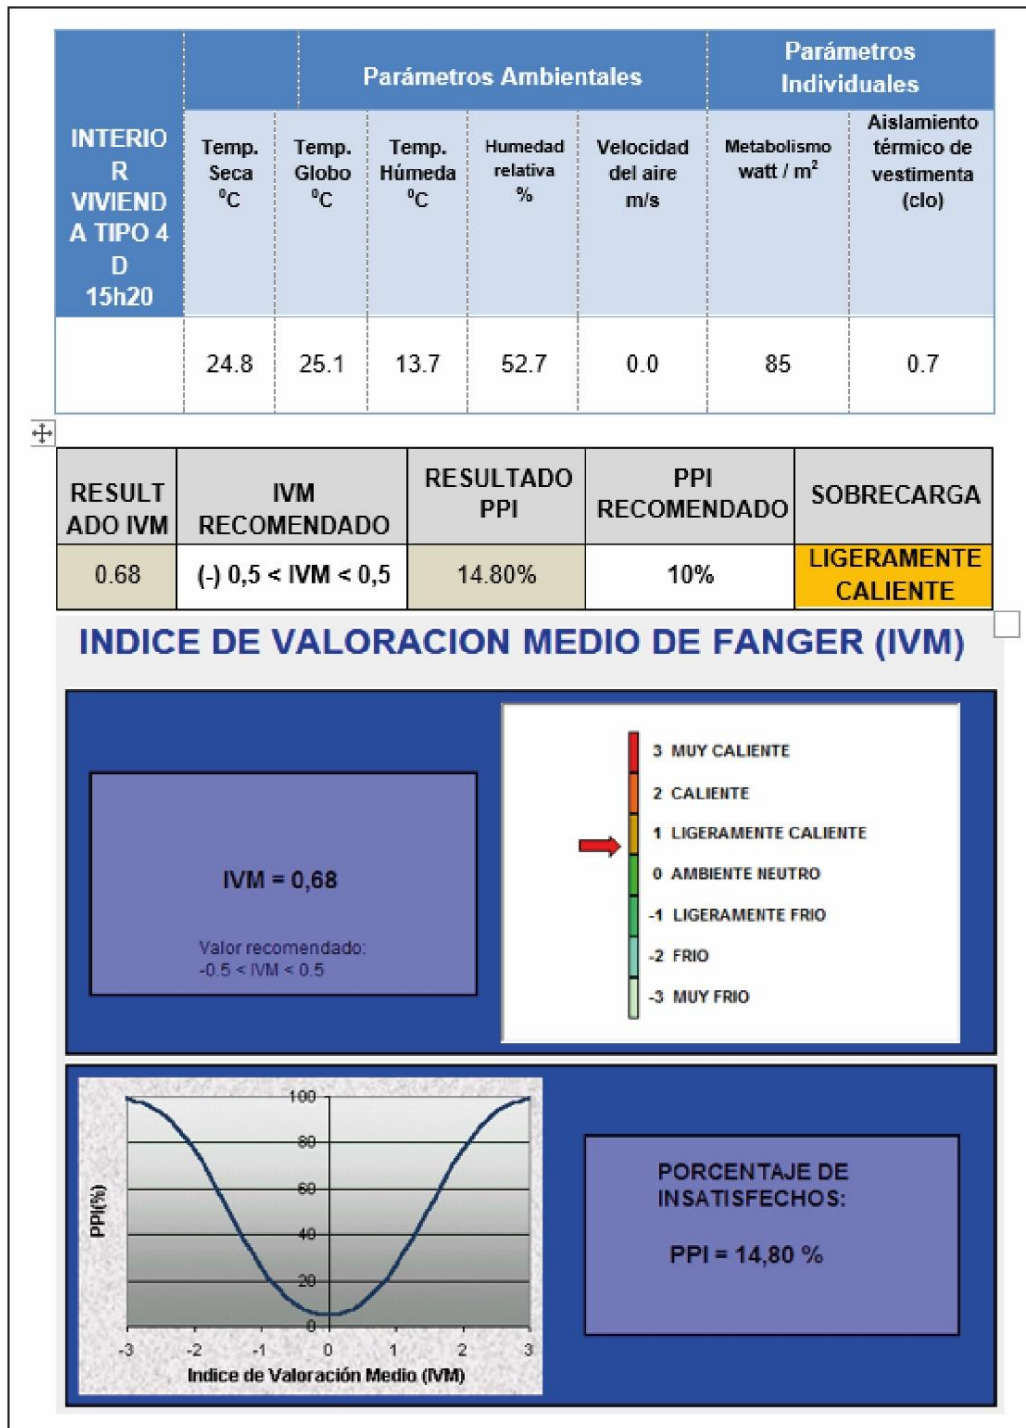 Parámetros Ambientales
Parámetros
Individuales
INTERIO
R
VIVIEND
A TIPO 4
D
15h20
Temp.
Seca
⁰C
Temp.
Globo
⁰C
Temp.
Húmeda
⁰C
Humedad
relativa
%
Velocidad
del aire
m/s
Metabolismo
watt / m²
Aislamiento
térmico de
vestimenta
(clo)
24.8 25.1 13.7 52.7 0.0 85 0.7
RESULT
ADO IVM
IVM
RECOMENDADO
RESULTADO
PPI
PPI
RECOMENDADO
SOBRECARGA
0.68
(-) 0,5 < IVM < 0,5
14.80%
10%
LIGERAMENTE
CALIENTE
INDICE DE VALORACION MEDIO DE FANGER (IVM)
IVM = 0,68
Valor recomendado:
-0.5 < IVM < 0.5
3 MUY CALIENTE
2 CALIENTE
1 LIGERAMENTE CALIENTE
0 AMBIENTE NEUTRO
-1 LIGERAMENTE FRIO
-2 FRIO
-3 MUY FRIO
PPI(%)
100
80
60
40
20
0
-3 -2 -1 0 1 2 3
Indice de Valoración Medio (IVM)
PORCENTAJE DE
INSATISFECHOS:
PPI = 14,80 %